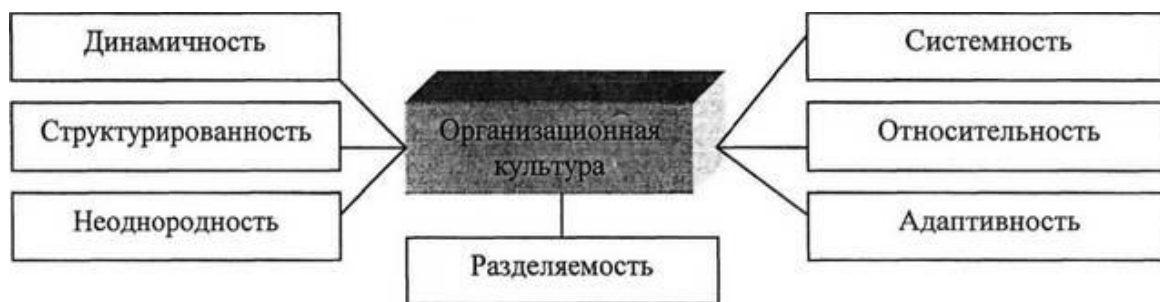 Динамичность
Структурированность
Неоднородность
Организационная
культура
Разделяемость
Системность
Относительность
Адаптивность